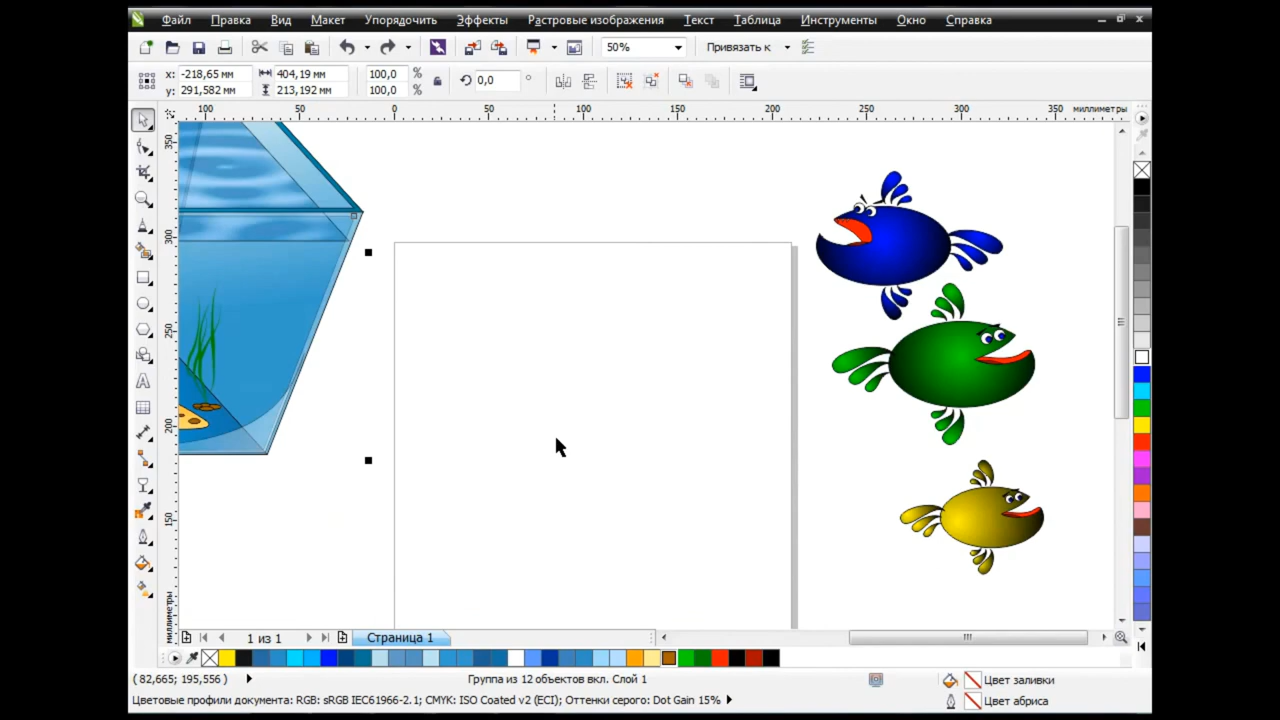 Файл Правка Вид Макет Упорядочить Эффекты Растровые изображения Текст Таблица Инструменты Окно Справка
50% Привязать к
x: -218,65 мм 404,19 мм 100,0 % 0,0 °
y: 291,582 мм 213,192 мм 100,0 %
100 50 0 50 100 150 200 250 300 350 миллиметры
350
300
250
200
150
миллиметры
1 из 1 Страница 1
( 82,665; 195,556 ) Группа из 12 объектов вкл. Слой 1 Цвет заливки
Цветовые профили документа: RGB: sRGB IEC61966-2.1; CMYK: ISO Coated v2 (ECI); Оттенки серого: Dot Gain 15% Цвет абриса